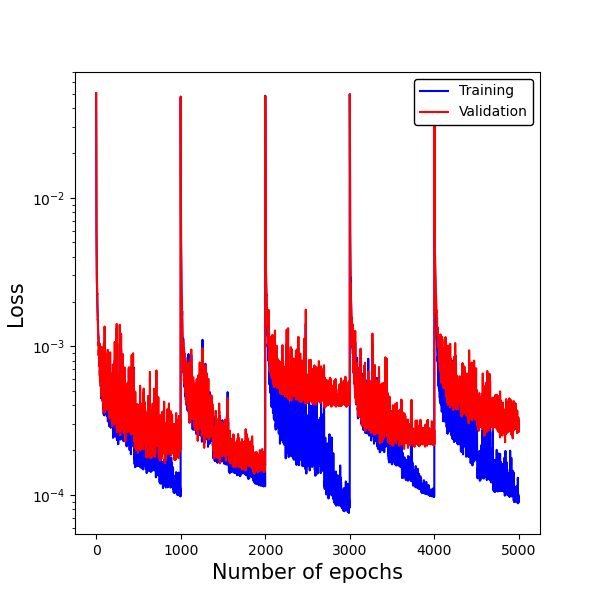 Training
Validation
Loss
10⁻²
10⁻³
10⁻⁴
0 1000 2000 3000 4000 5000
Number of epochs